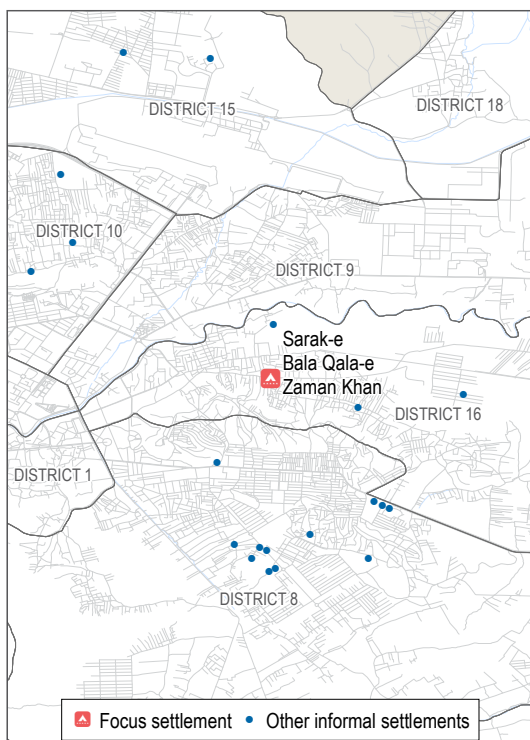 DISTRICT 15
DISTRICT 18
DISTRICT 10
DISTRICT 9
Sarak-e
Bala Qala-e
Zaman Khan
DISTRICT 16
DISTRICT 1
DISTRICT 8
Focus settlement
Other informal settlements